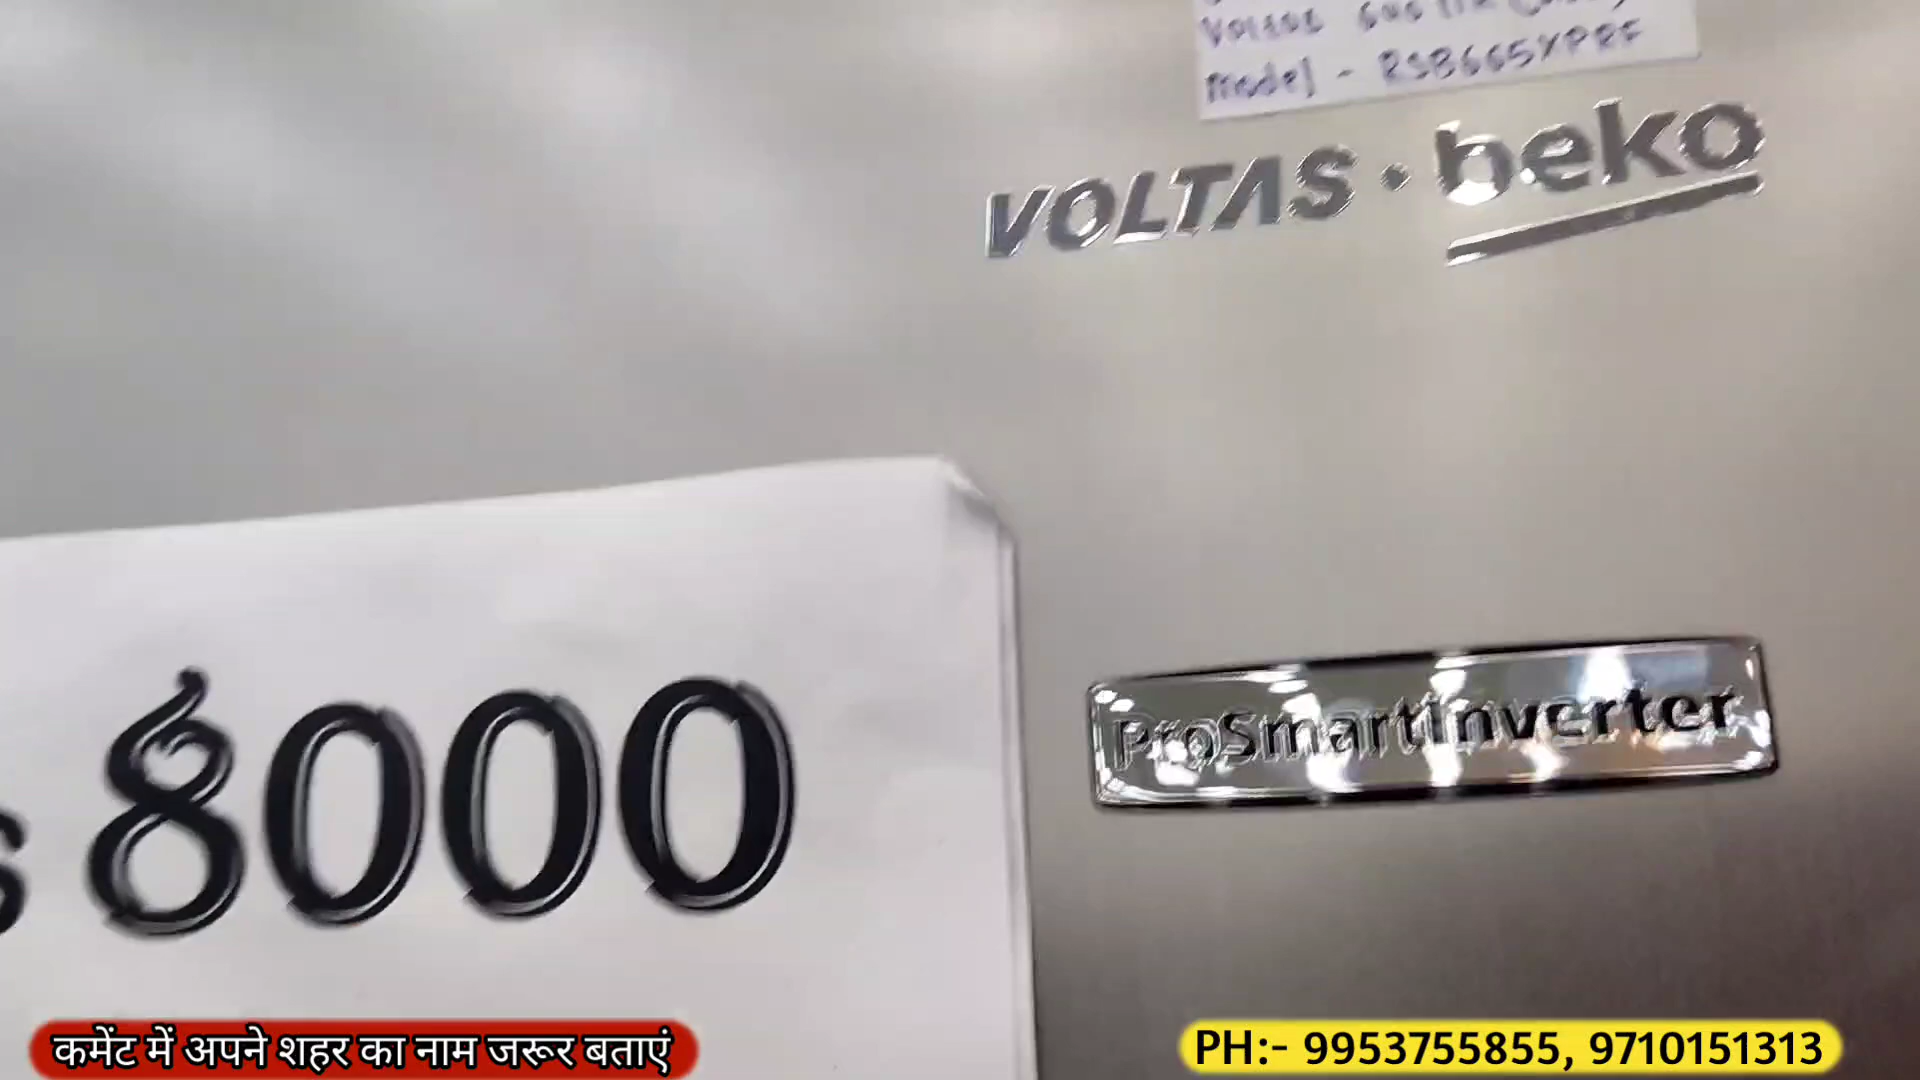 model - RSB665XPRF
VOLTAS • beko
ProSmartInverter
8000
कमेंट में अपने शहर का नाम जरूर बताएं
PH:- 9953755855, 9710151313